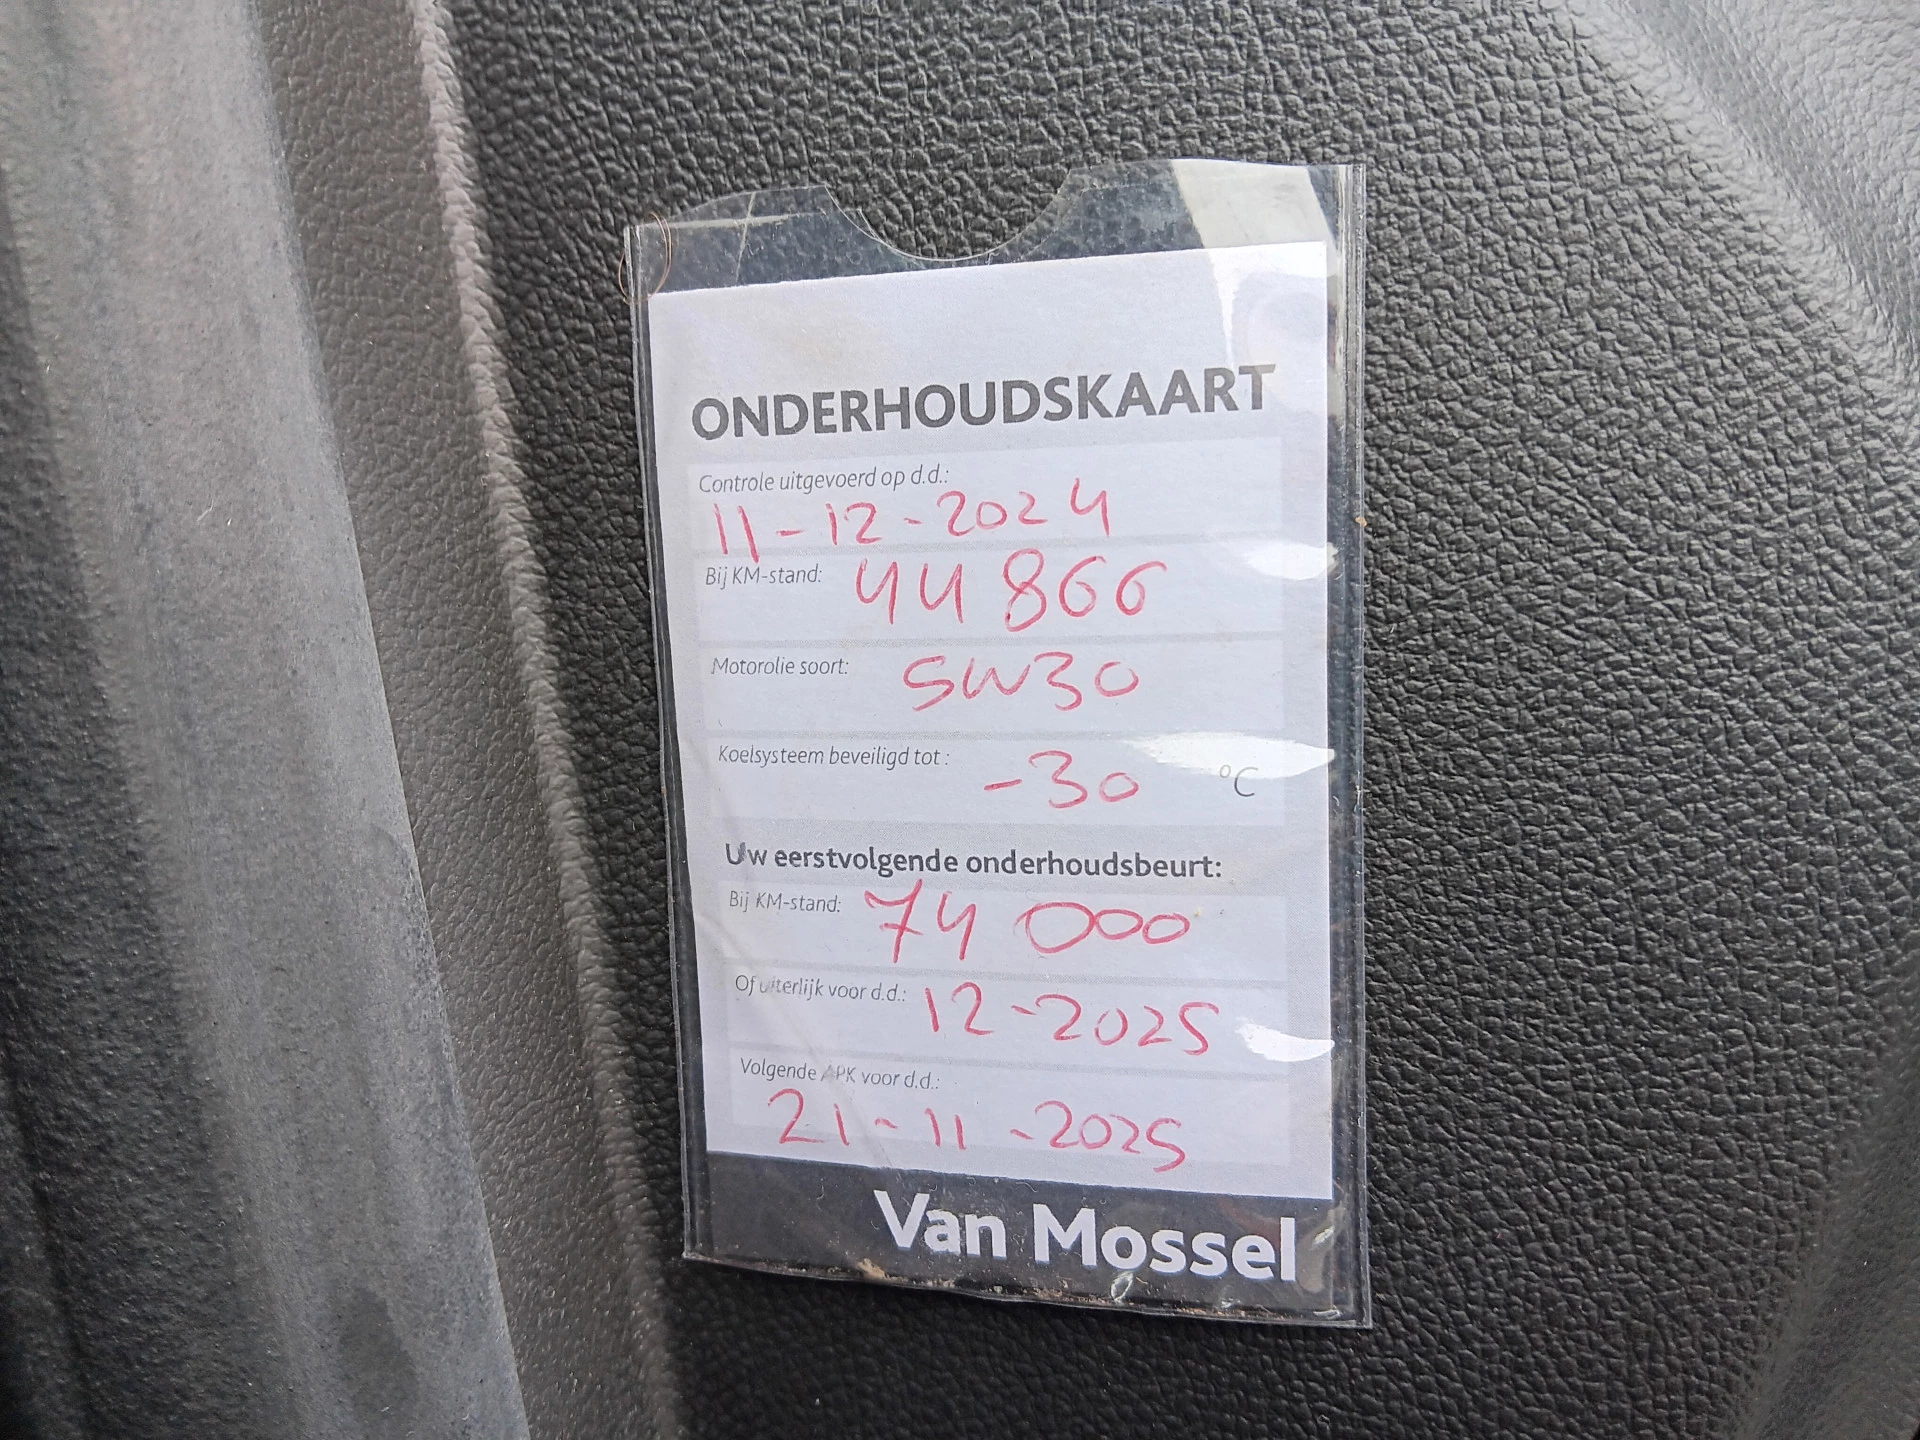 ONDERHOUDSKAART
Controle uitgevoerd op d.d.:
11-12-2024
Bij KM-stand: 44 866
Motorolie soort: 5W30
Koelsysteem beveiligd tot : -30 °C
Uw eerstvolgende onderhoudsbeurt:
Bij KM-stand: 74 000
Of uiterlijk voor d.d.: 12-2025
Volgende APK voor d.d.:
21-11-2025
Van Mossel